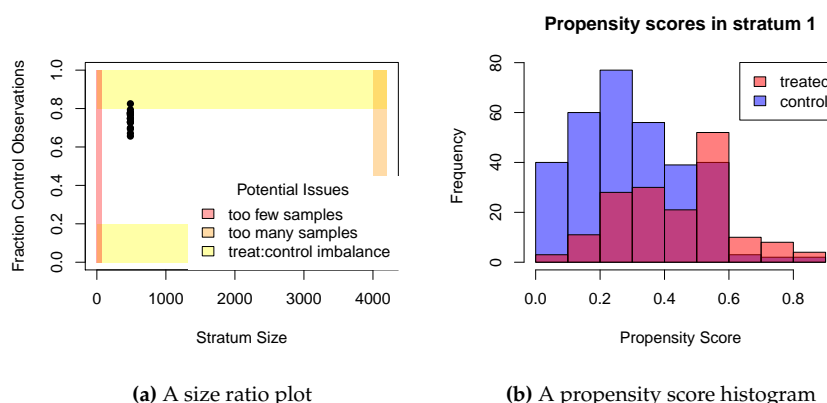 Propensity scores in stratum 1
Fraction Control Observations
1.0
0.8
0.6
0.4
0.2
0.0
Potential Issues
too few samples
too many samples
treat:control imbalance
0 1000 2000 3000 4000
Stratum Size
Frequency
80
60
40
20
0
treated
control
0.0 0.2 0.4 0.6 0.8
Propensity Score
(a) A size ratio plot
(b) A propensity score histogram